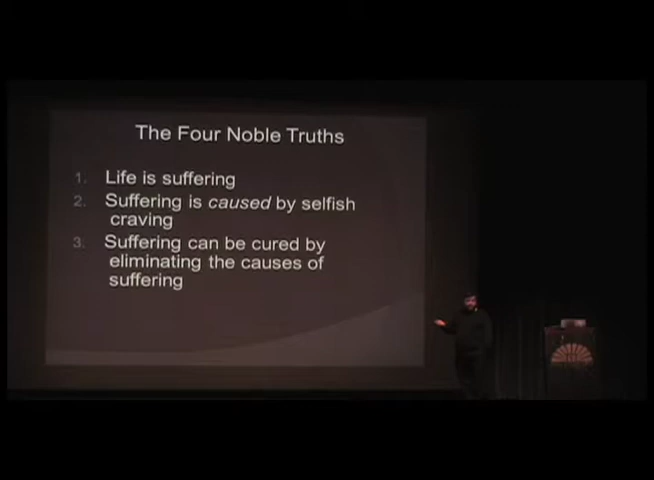 The Four Noble Truths
1. Life is suffering
2. Suffering is caused by selfish
craving
3. Suffering can be cured by
eliminating the causes of
suffering